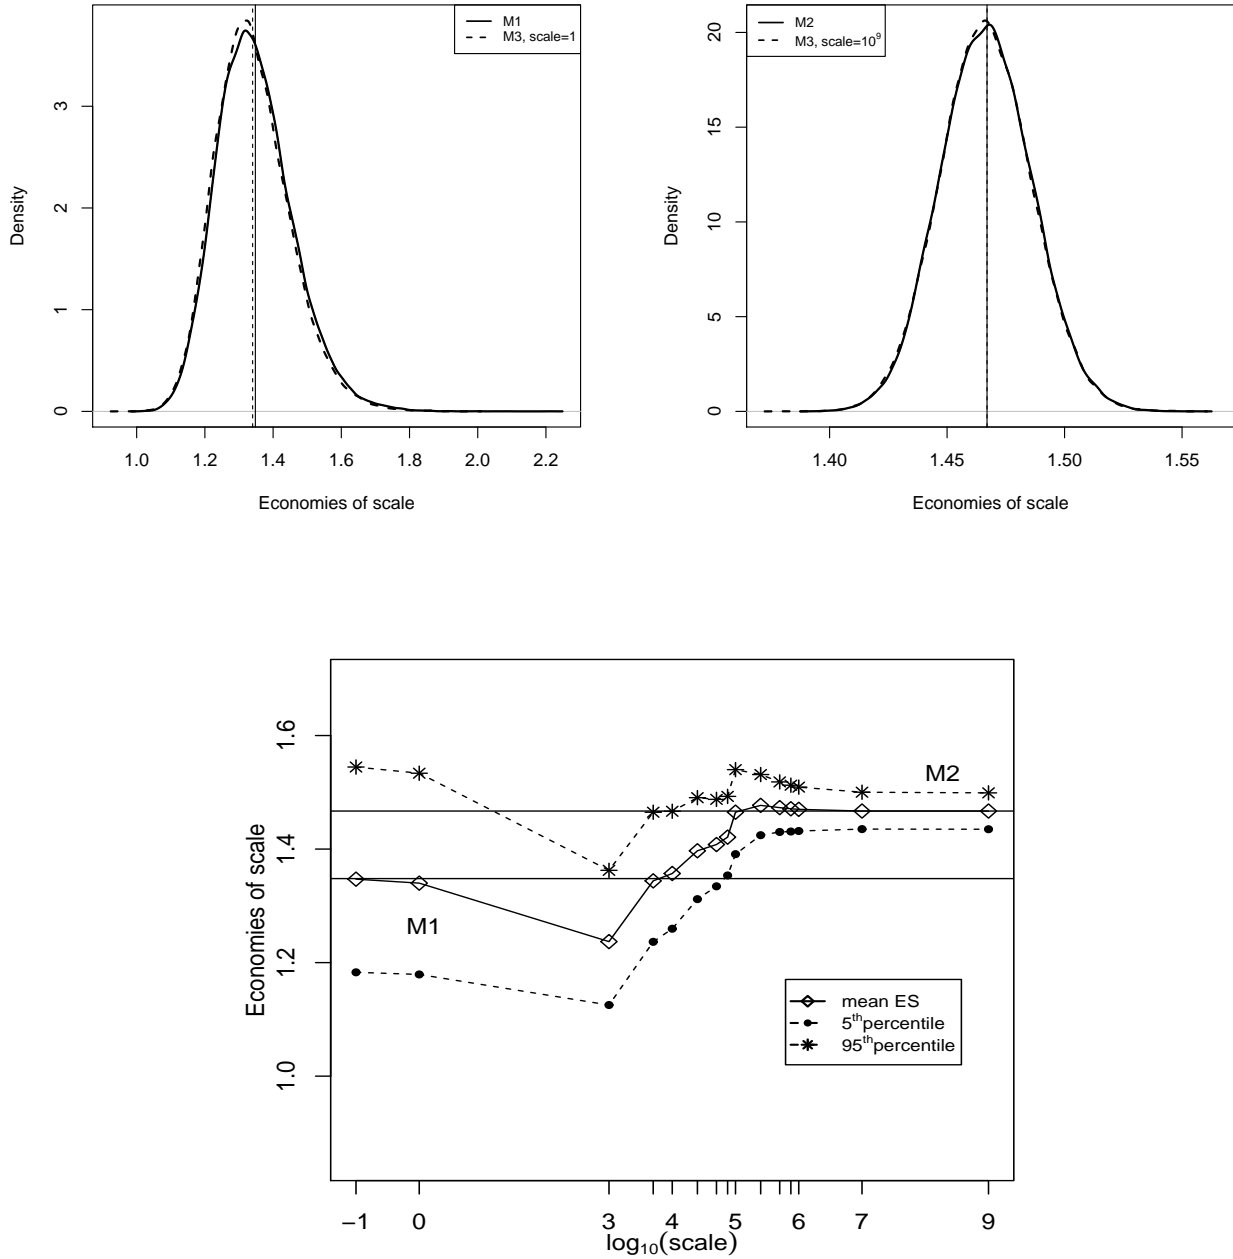 M1
M3, scale=1
Density
0
1
2
3
1.0 1.2 1.4 1.6 1.8 2.0 2.2
Economies of scale
M2
M3, scale=10⁹
Density
0
5
10
15
20
1.40 1.45 1.50 1.55
Economies of scale
Economies of scale
1.0
1.2
1.4
1.6
M2
M1
mean ES
5ᵗʰpercentile
95ᵗʰpercentile
−1 0 3 4 5 6 7 9
log₁₀(scale)